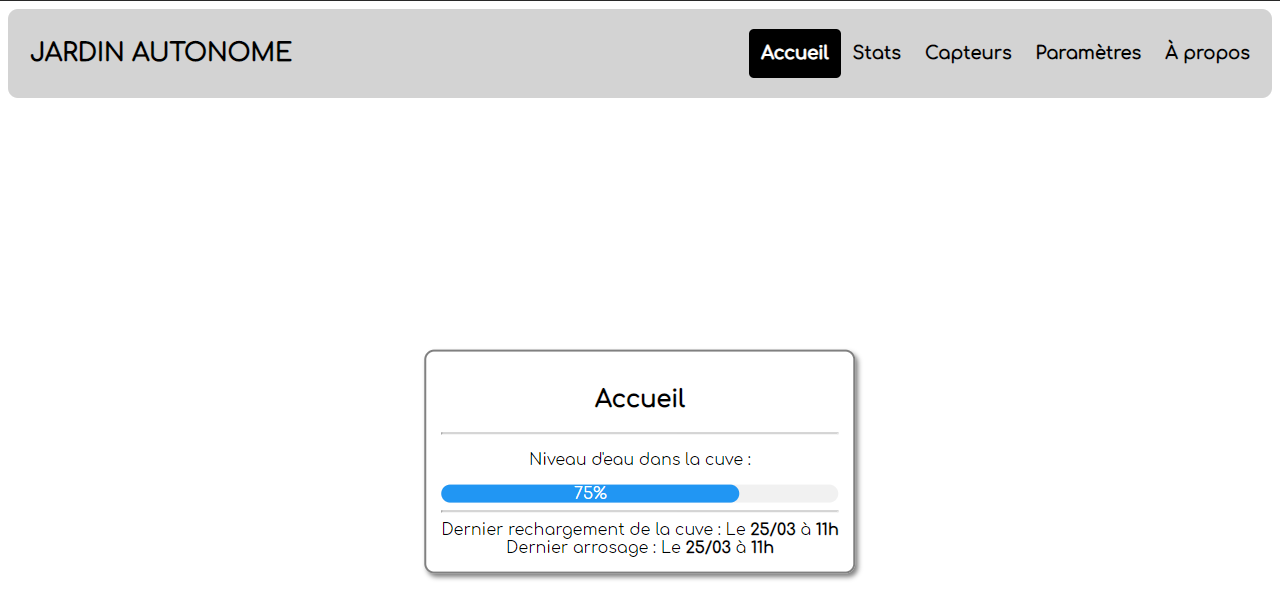 JARDIN AUTONOME
Accueil Stats Capteurs Paramètres À propos
Accueil
Niveau d'eau dans la cuve :
75%
Dernier rechargement de la cuve : Le 25/03 à 11h
Dernier arrosage : Le 25/03 à 11h